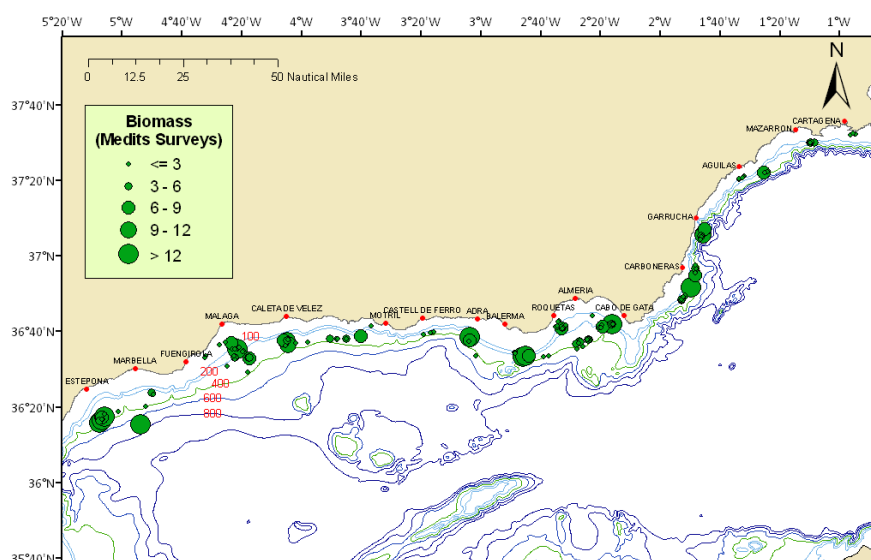 5°20'W 5°W 4°40'W 4°20'W 4°W 3°40'W 3°20'W 3°W 2°40'W 2°20'W 2°W 1°40'W 1°20'W 1°W
N
0 12.5 25 50 Nautical Miles
37°40'N
Biomass
(Medits Surveys)
<= 3
3 - 6
6 - 9
9 - 12
> 12
CARTAGENA
MAZARRON
37°20'N
AGUILAS
GARRUCHA
37°N
CARBONERAS
ALMERIA
CALETA DE VELEZ
CASTELL DE FERRO
ROQUETAS
CABO DE GATA
MALAGA
MOTRIL
ADRA
BALERMA
36°40'N
100
FUENGIROLA
MARBELLA
200
ESTEPONA
400
600
36°20'N
800
36°N
35°40'N